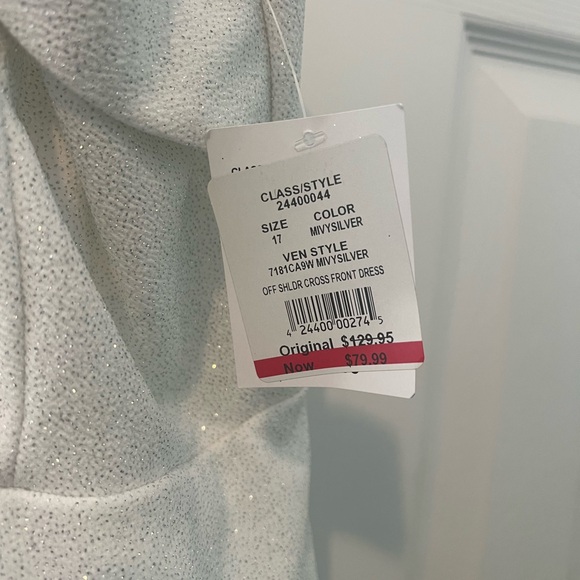 CLASS/STYLE
24400044
SIZE COLOR
17 MIVYSILVER
VEN STYLE
7181CA9W MIVYSILVER
OFF SHLDR CROSS FRONT DRESS
4 24400 00274 5
Original $129.95
Now $79.99